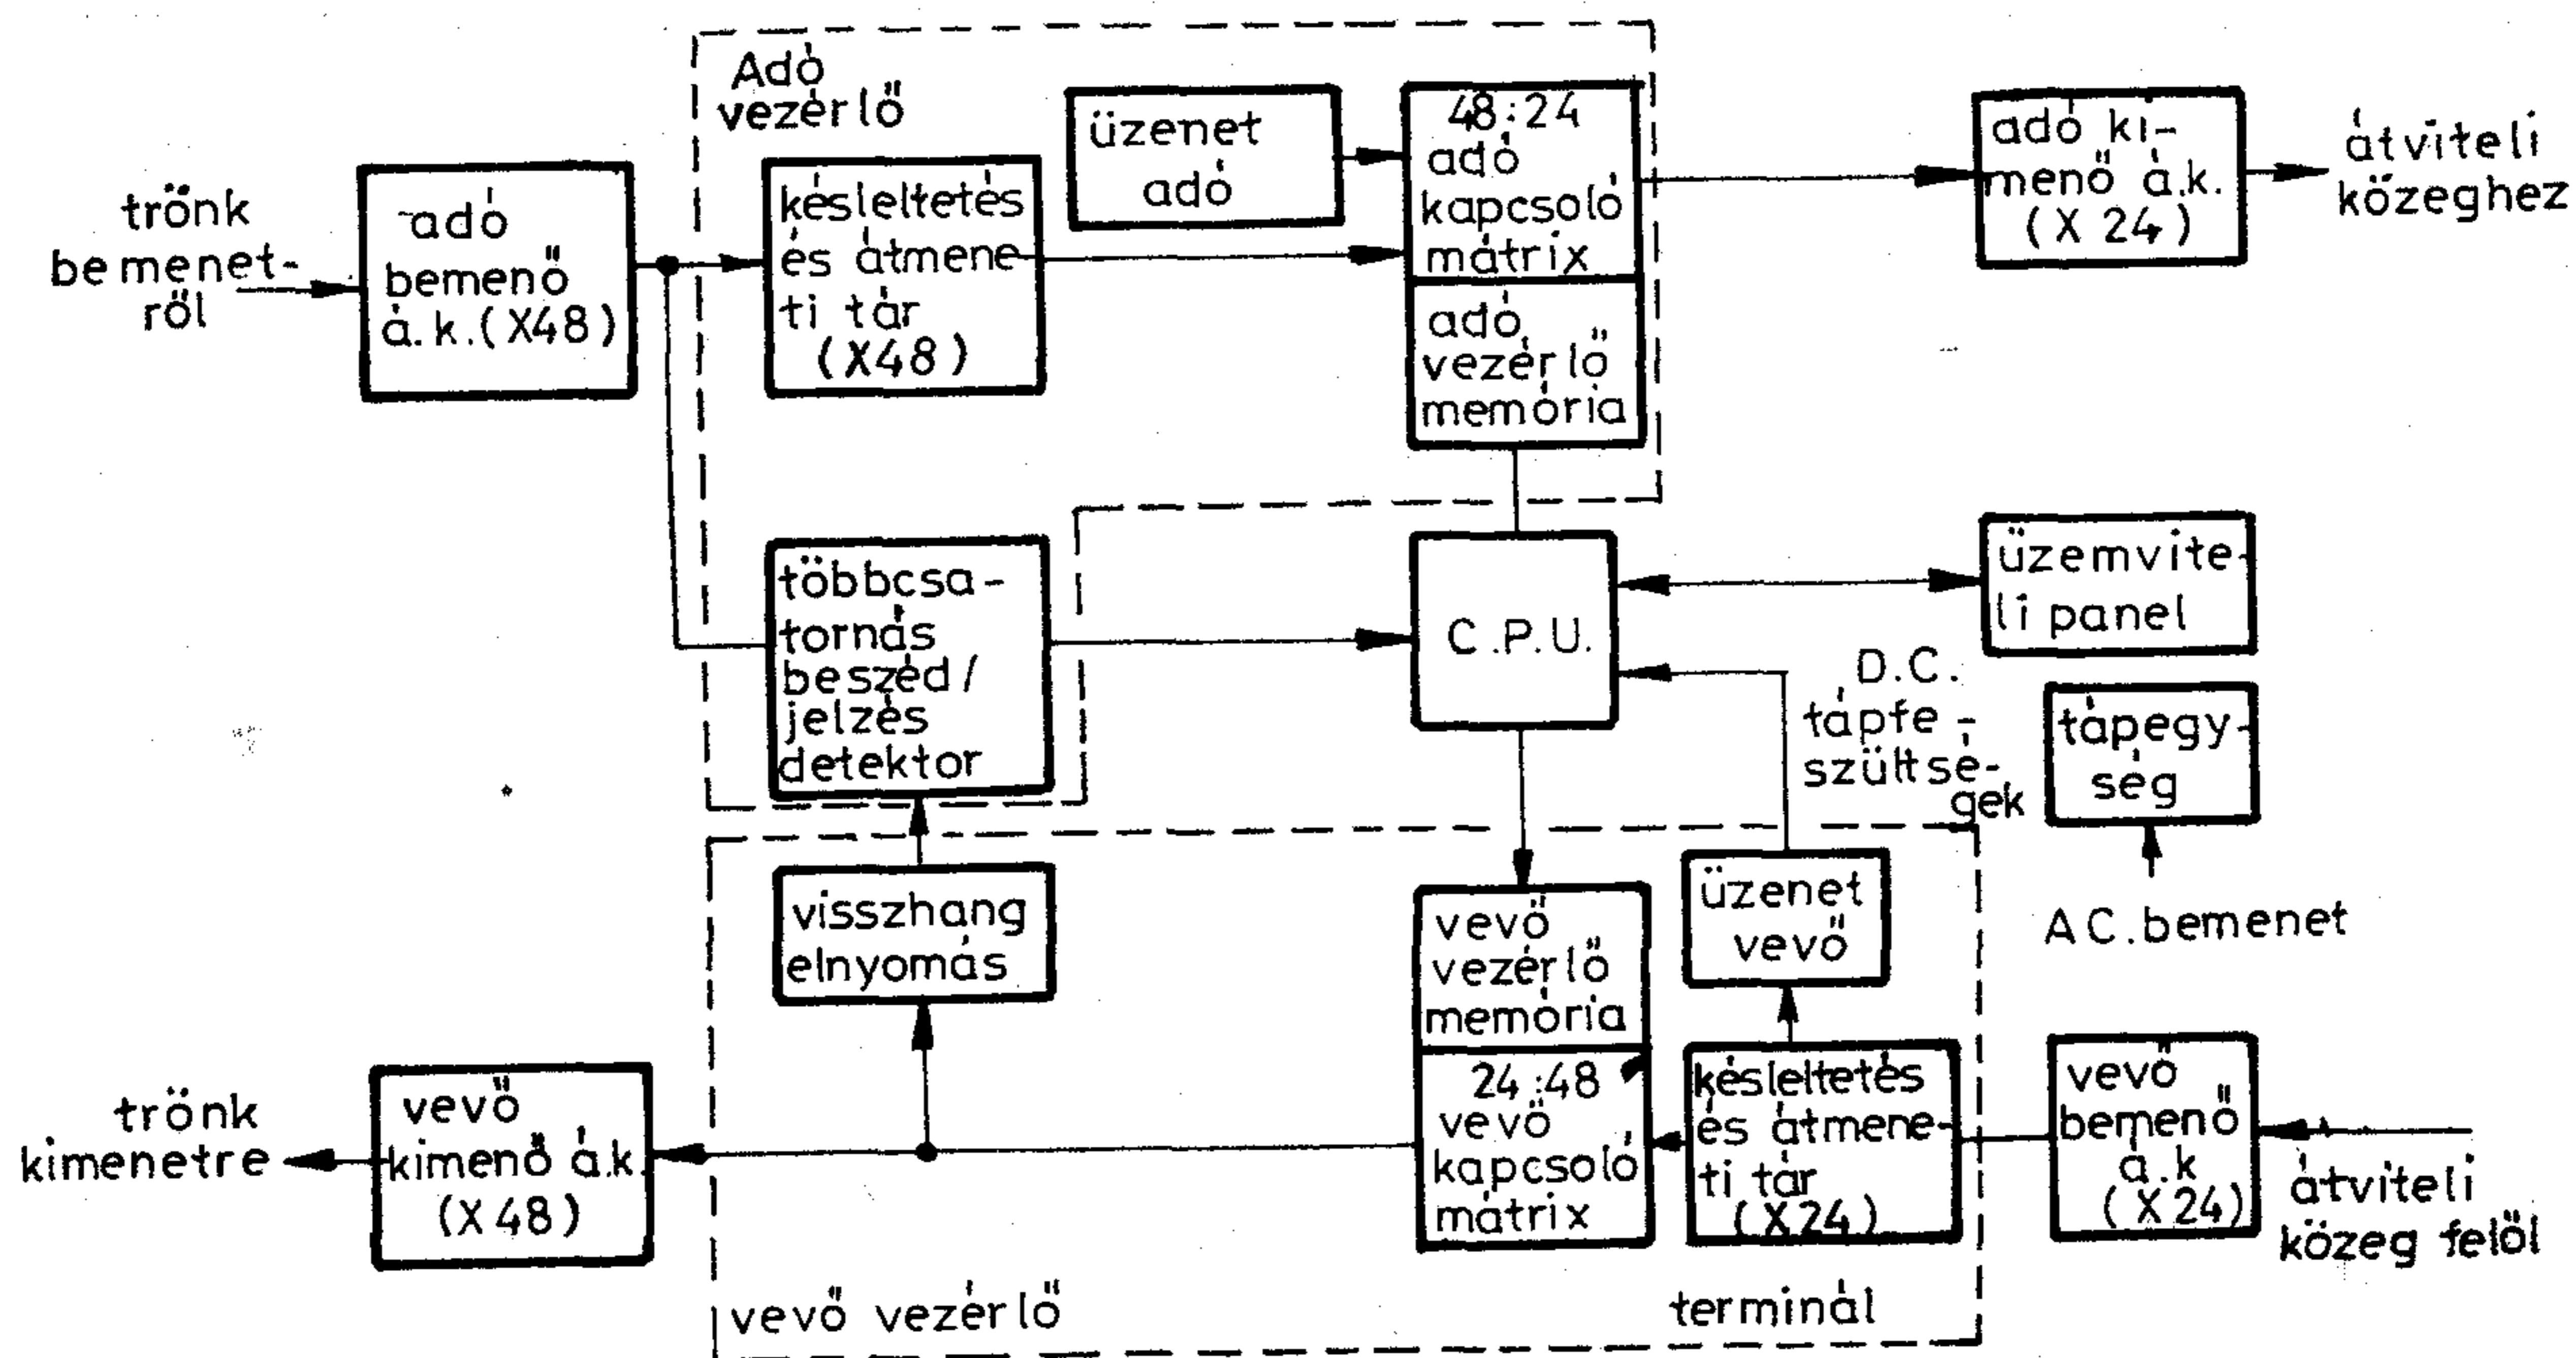 Adó
vezérlő
trönk
bemenet-
ről
adó
bemenő
á.k.(X48)
késleltetés
és átmene
ti tár
(X48)
üzenet
adó
48:24
adó
kapcsoló
mátrix
adó
vezérlő
memória
adó ki-
menő á.k.
(X 24)
átviteli
közeghez
többcsa-
tornás
beszéd/
jelzés
detektor
C.P.U.
üzemvite-
li panel
D.C.
tápfe-
szültsé-
gek
tápegy-
ség
A C. bemenet
visszhang
elnyomás
vevő
vezérlő
memória
24:48
vevő
kapcsoló
mátrix
üzenet
vevő
késleltetés
és átmene-
ti tár
(X24)
vevő
bemenő
á.k
(X24)
átviteli
közeg felől
trönk
kimenetre
vevő
kimenő á.k.
(X48)
vevő vezérlő
terminál